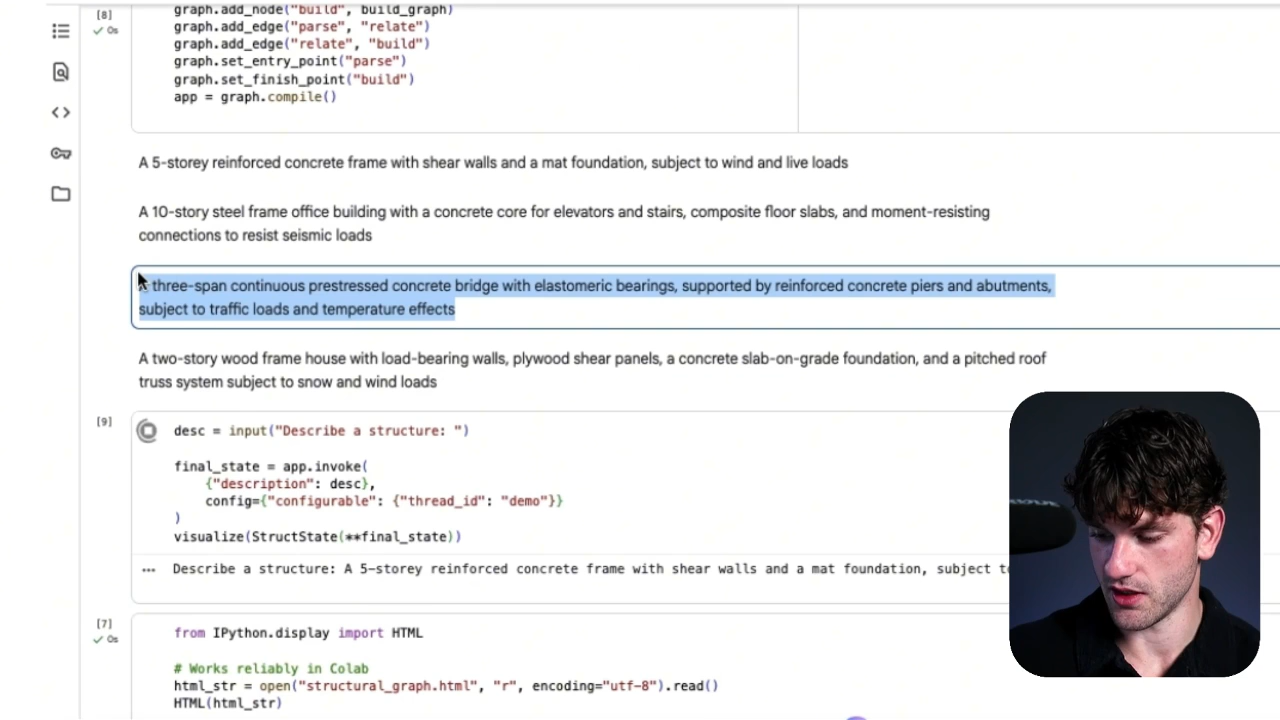 [8]
0s
graph.add_node("build", build_graph)
graph.add_edge("parse", "relate")
graph.add_edge("relate", "build")
graph.set_entry_point("parse")
graph.set_finish_point("build")
app = graph.compile()
A 5-storey reinforced concrete frame with shear walls and a mat foundation, subject to wind and live loads
A 10-story steel frame office building with a concrete core for elevators and stairs, composite floor slabs, and moment-resisting
connections to resist seismic loads
three-span continuous prestressed concrete bridge with elastomeric bearings, supported by reinforced concrete piers and abutments,
subject to traffic loads and temperature effects
A two-story wood frame house with load-bearing walls, plywood shear panels, a concrete slab-on-grade foundation, and a pitched roof
truss system subject to snow and wind loads
[9]
desc = input("Describe a structure: ")
final_state = app.invoke(
{"description": desc},
config={"configurable": {"thread_id": "demo"}}
)
visualize(StructState(**final_state))
Describe a structure: A 5-storey reinforced concrete frame with shear walls and a mat foundation, subject
[7]
0s
from IPython.display import HTML
# Works reliably in Colab
html_str = open("structural_graph.html", "r", encoding="utf-8").read()
HTML(html_str)